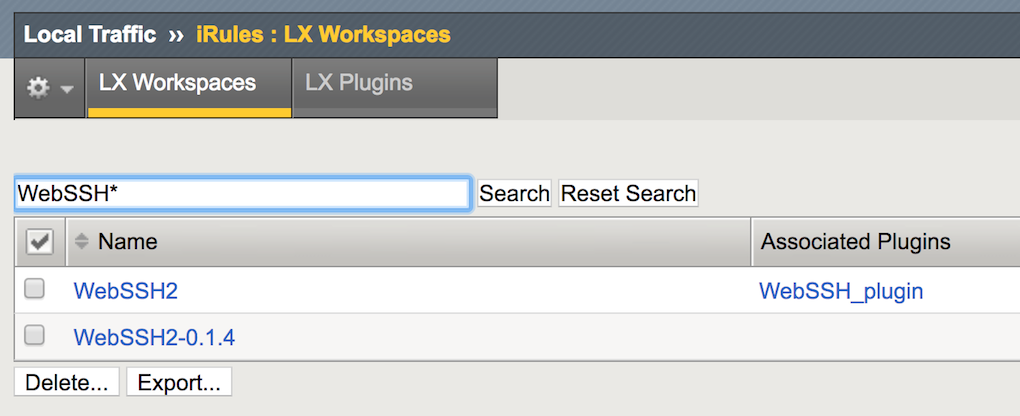 Local Traffic ›› iRules : LX Workspaces
LX Workspaces LX Plugins
WebSSH* Search Reset Search
Name Associated Plugins
WebSSH2 WebSSH_plugin
WebSSH2-0.1.4
Delete... Export...